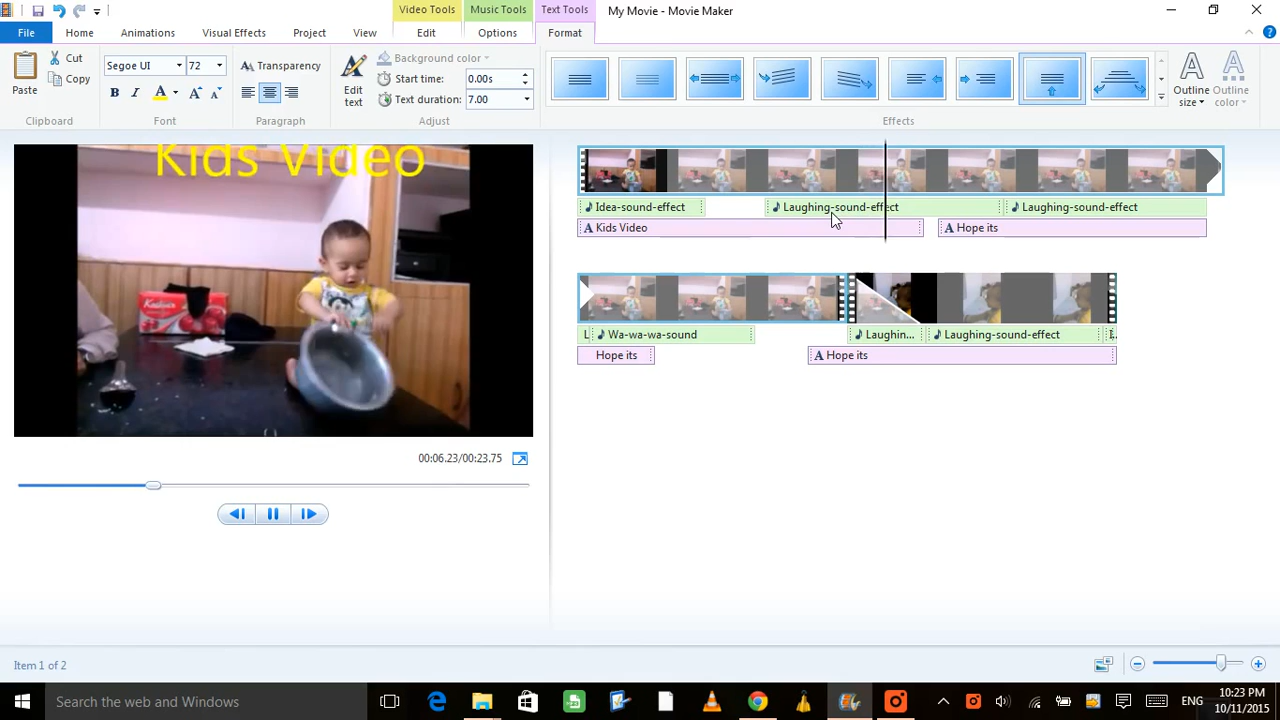 Video Tools Music Tools Text Tools My Movie - Movie Maker
File Home Animations Visual Effects Project View Edit Options Format
Paste
Cut
Copy
Clipboard
Segoe UI 72
B I A A A
Font
Transparency
Paragraph
Edit text
Background color
Start time: 0.00s
Text duration: 7.00
Adjust
Effects
Outline size
Outline color
Kids Video
00:06.23/00:23.75
Idea-sound-effect Laughing-sound-effect Laughing-sound-effect
A Kids Video A Hope its
L Wa-wa-wa-sound Laughin... Laughing-sound-effect I..
Hope its A Hope its
Item 1 of 2
Search the web and Windows
ENG
10:23 PM
10/11/2015